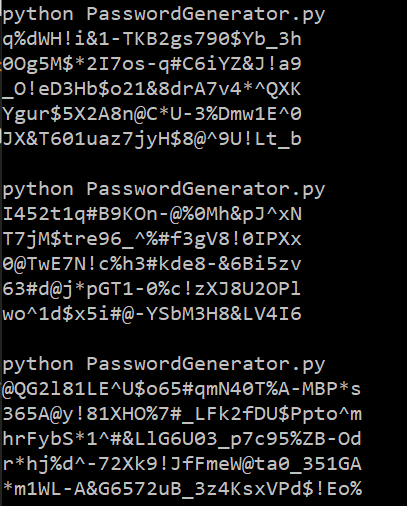 python PasswordGenerator.py
q%dWH!i&1-TKB2gs790$Yb_3h
0Og5M$*2I7os-q#C6iYZ&J!a9
_O!eD3Hb$o21&8drA7v4*^QXK
Ygur$5X2A8n@C*U-3%Dmw1E^0
JX&T601uaz7jyH$8@^9U!Lt_b
python PasswordGenerator.py
I452t1q#B9KOn-@%0Mh&pJ^xN
T7jM$tre96_^%#f3gV8!0IPXx
0@TwE7N!c%h3#kde8-&6Bi5zv
63#d@j*pGT1-0%c!zXJ8U2OPl
wo^1d$x5i#@-YSbM3H8&LV4I6
python PasswordGenerator.py
@QG2l81LE^U$o65#qmN40T%A-MBP*s
365A@y!81XHO%7#_LFk2fDU$Ppto^m
hrFybS*1^#&LlG6U03_p7c95%ZB-Od
r*hj%d^-72Xk9!JfFmeW@ta0_351GA
*m1WL-A&G6572uB_3z4KsxVPd$!Eo%